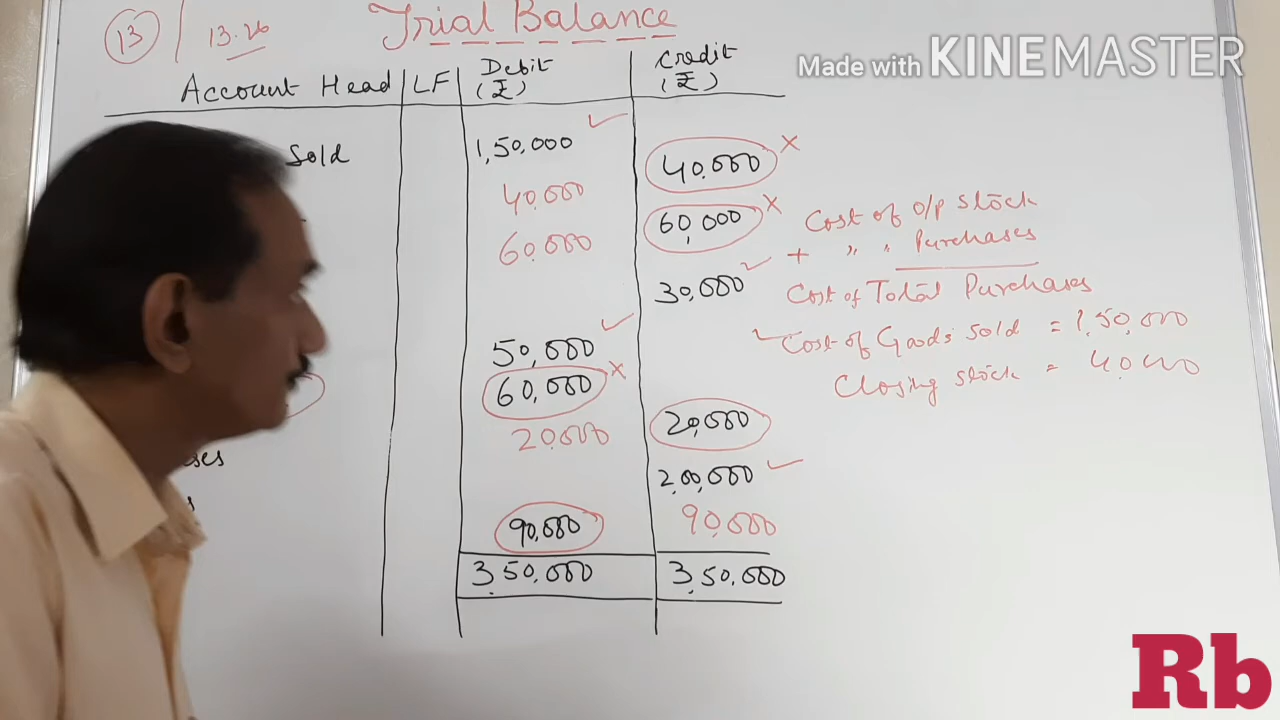 13 13.26 Trial Balance
Made with KINEMASTER
Account Head LF Debit (₹) Credit (₹)
Sold 1,50,000 40,000 x
40,000
60,000 x
60,000
30,000
50,000
60,000 x
20,000
20,000
2,00,000
90,000 90,000
3,50,000 3,50,000
Cost of o/p Stock
+ " " Purchases
Cost of Total Purchases
Cost of Goods Sold = 1,50,000
Closing Stock = 40,000
Rb